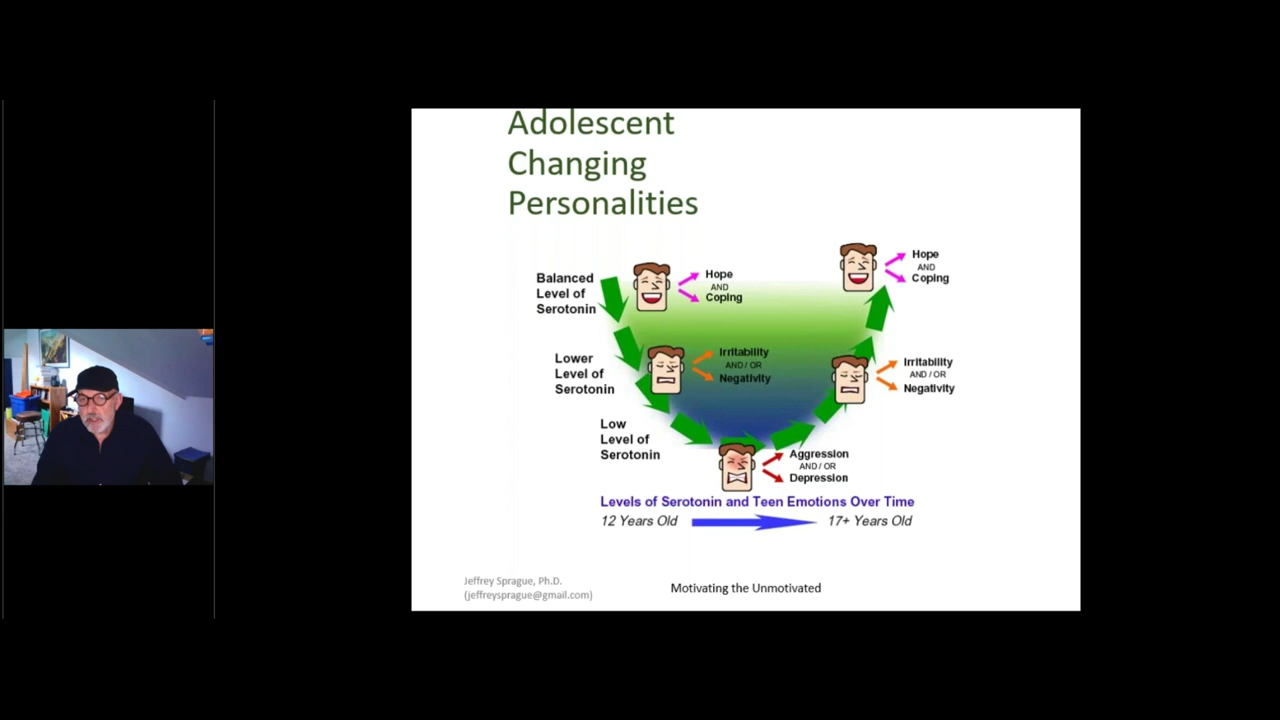 Adolescent
Changing
Personalities
Balanced
Level of
Serotonin
Hope
AND
Coping
Hope
AND
Coping
Lower
Level of
Serotonin
Irritability
AND / OR
Negativity
Irritability
AND / OR
Negativity
Low
Level of
Serotonin
Aggression
AND / OR
Depression
Levels of Serotonin and Teen Emotions Over Time
12 Years Old
17+ Years Old
Jeffrey Sprague, Ph.D.
(jeffreysprague@gmail.com)
Motivating the Unmotivated